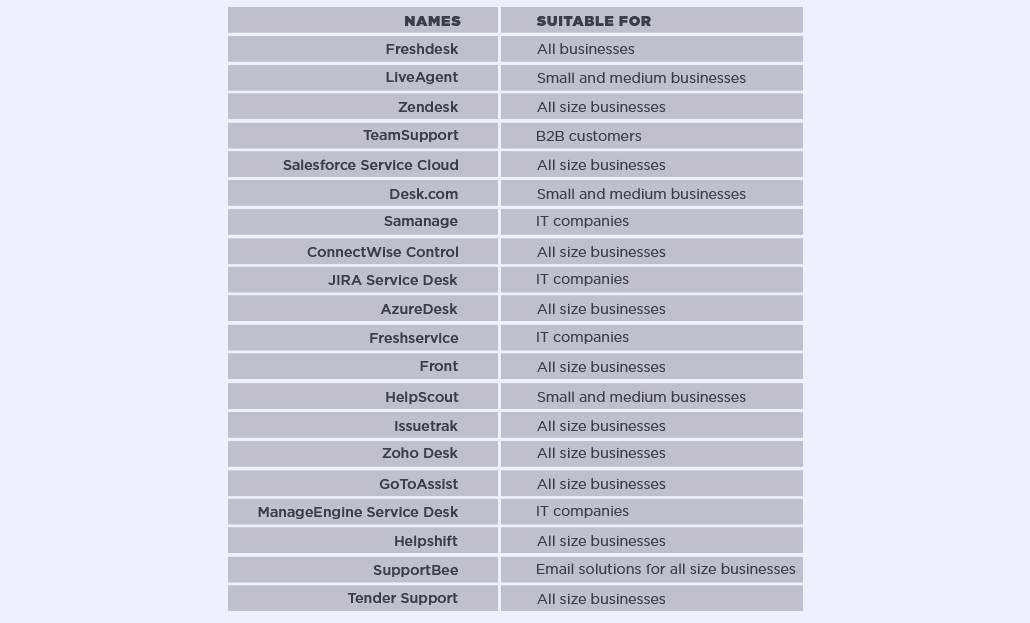 NAMES SUITABLE FOR
Freshdesk All businesses
LiveAgent Small and medium businesses
Zendesk All size businesses
TeamSupport B2B customers
Salesforce Service Cloud All size businesses
Desk.com Small and medium businesses
Samanage IT companies
ConnectWise Control All size businesses
JIRA Service Desk IT companies
AzureDesk All size businesses
Freshservice IT companies
Front All size businesses
HelpScout Small and medium businesses
Issuetrak All size businesses
Zoho Desk All size businesses
GoToAssist All size businesses
ManageEngine Service Desk IT companies
Helpshift All size businesses
SupportBee Email solutions for all size businesses
Tender Support All size businesses